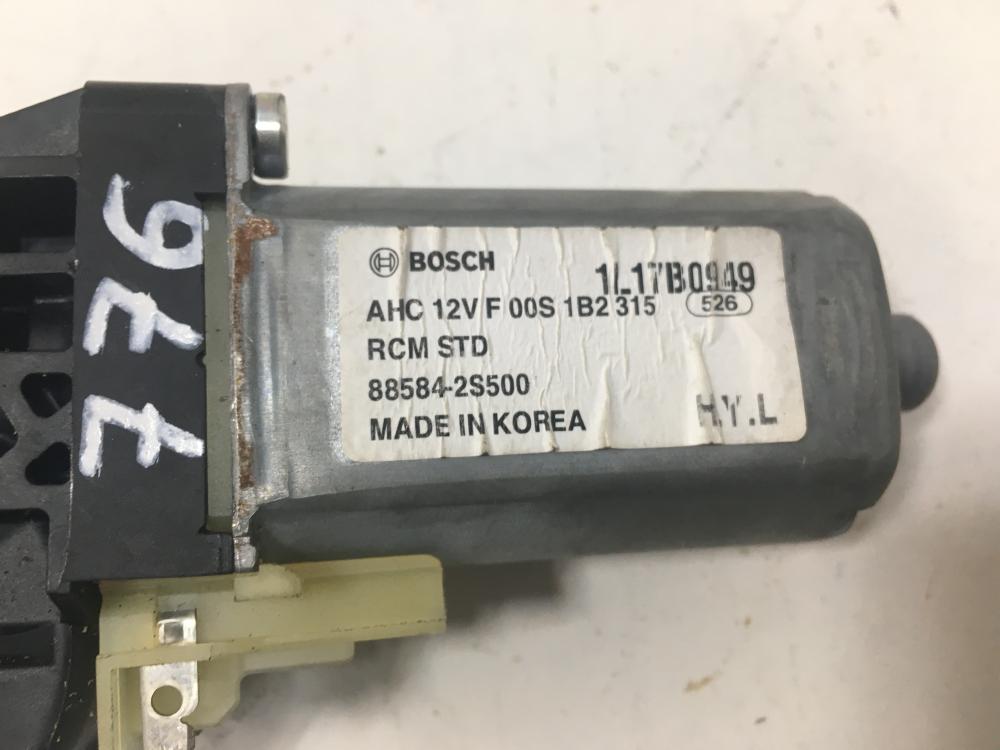 BOSCH
1L17B0949
AHC 12V F 00S 1B2 315 526
RCM STD
88584-2S500
MADE IN KOREA
H.Y.L